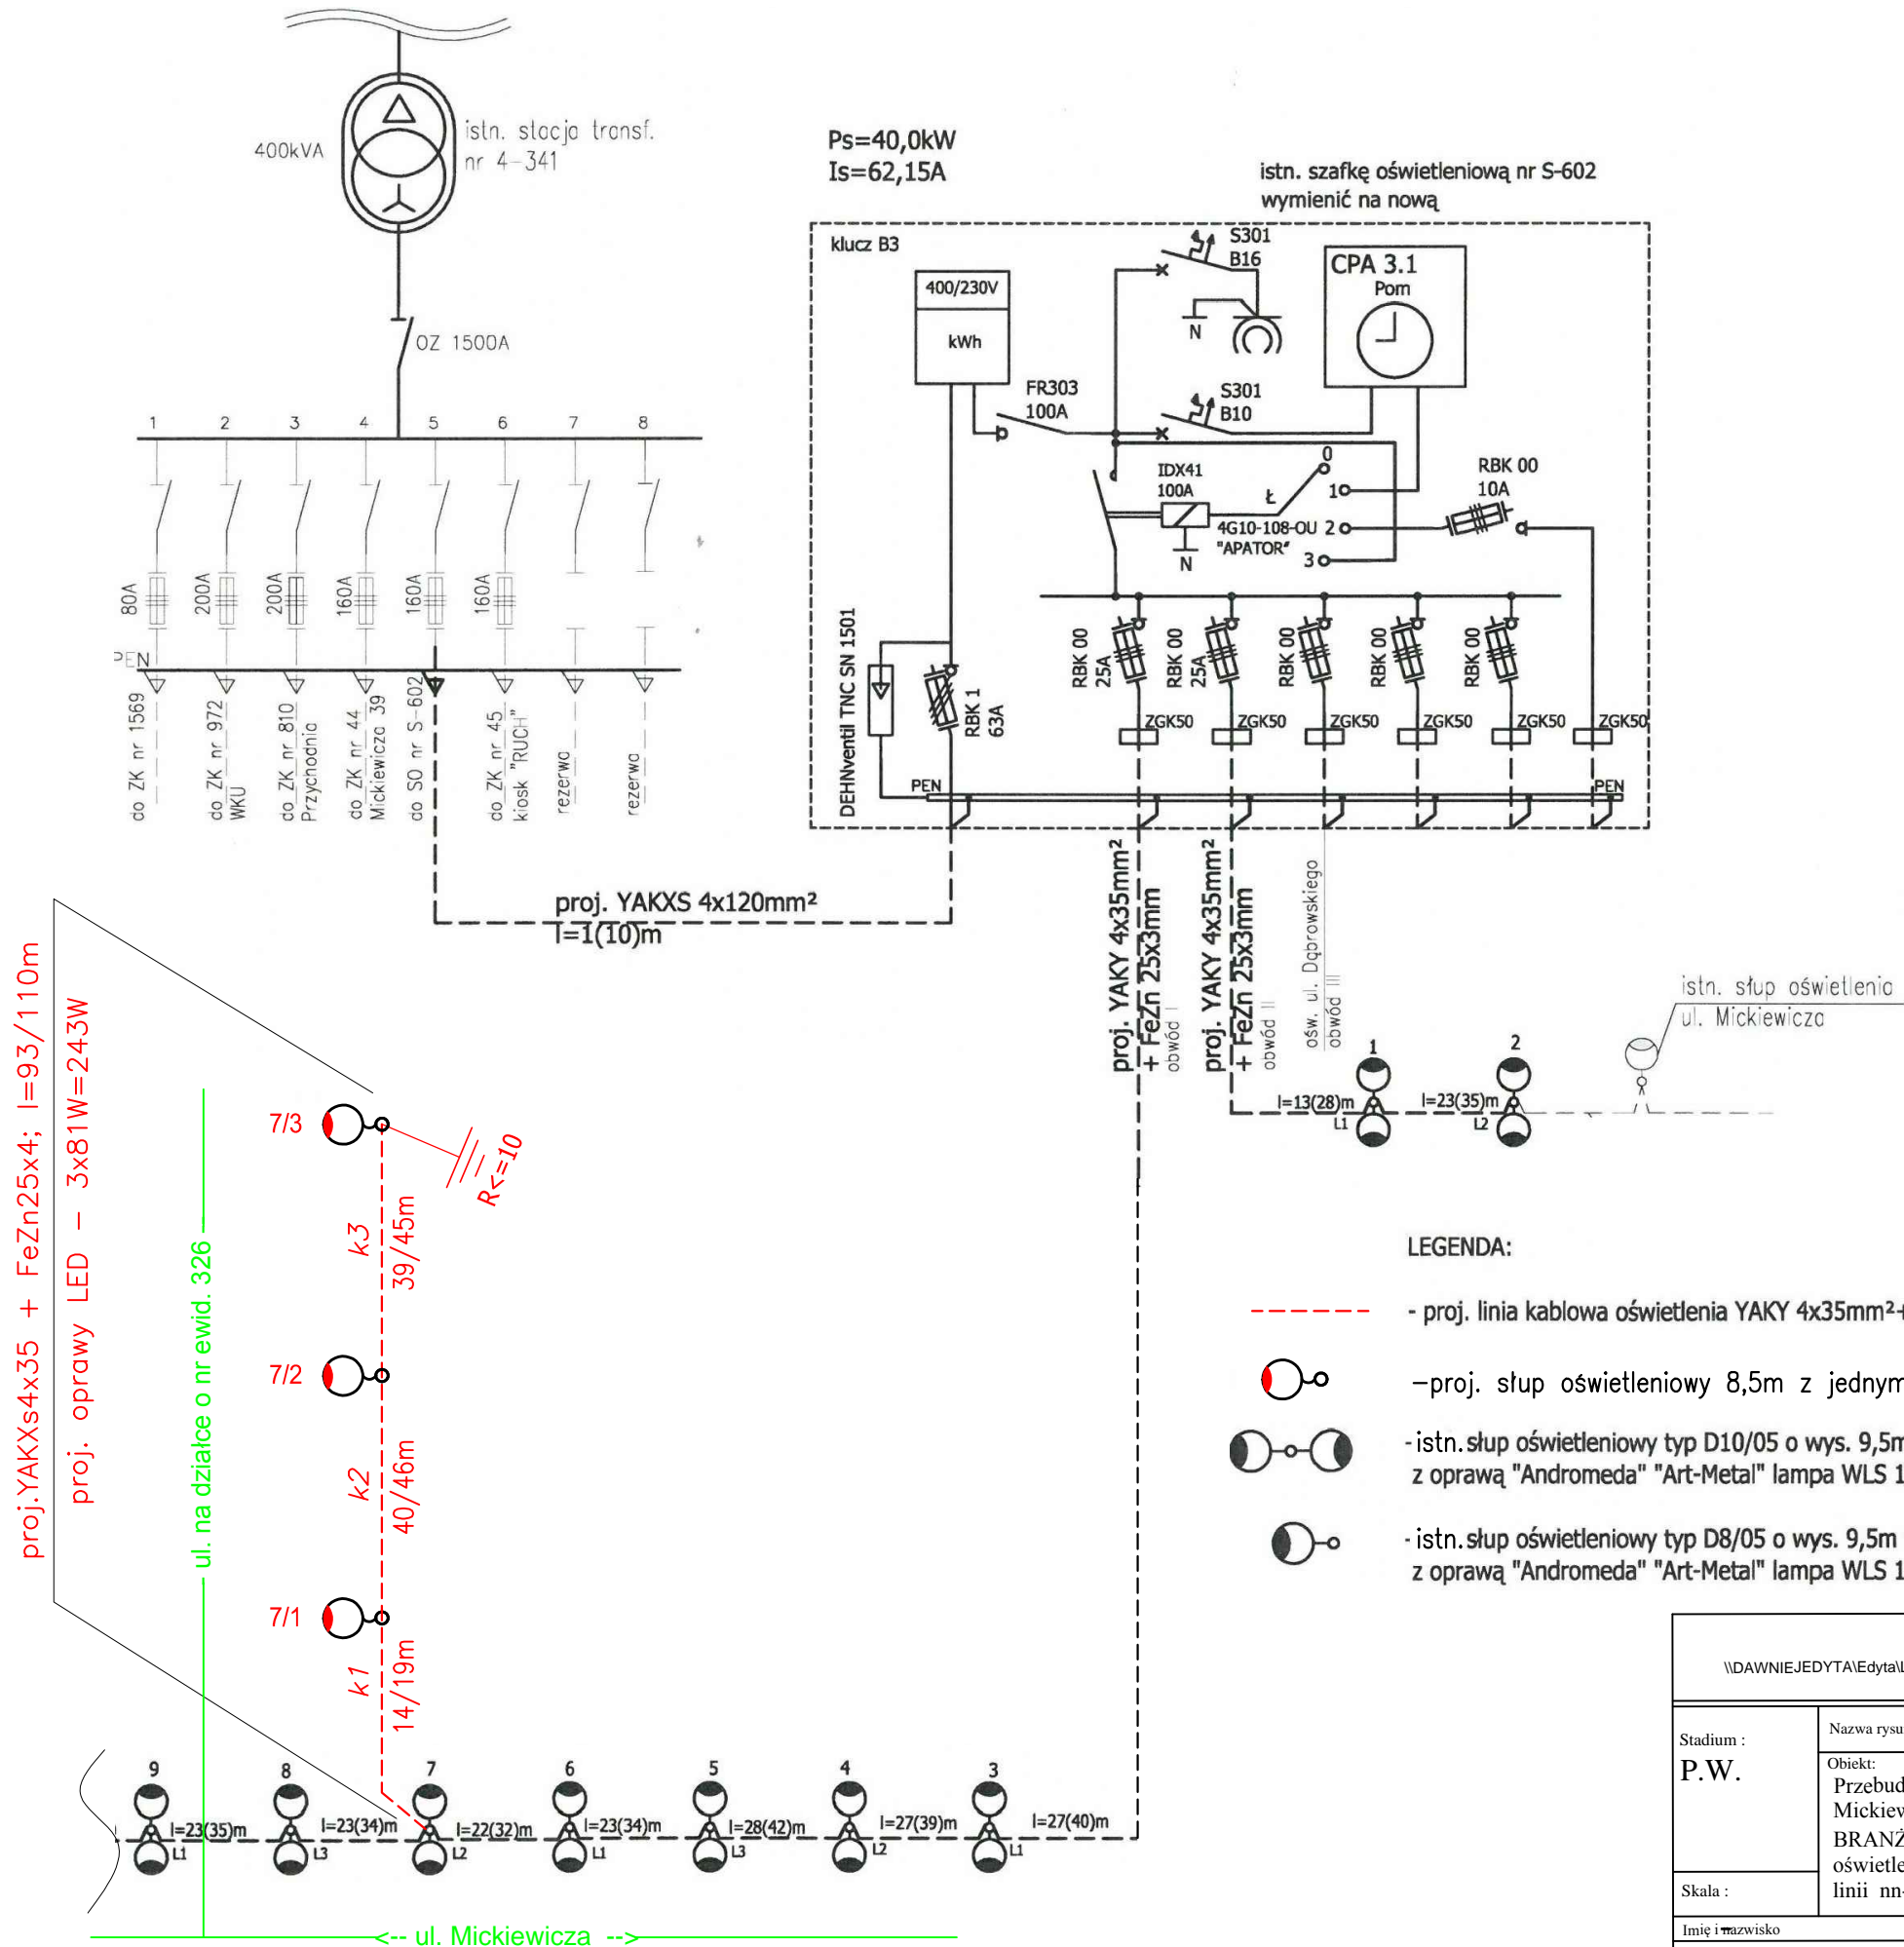 400kVA
istn. stacja transf.
nr 4-341
OZ 1500A
1 2 3 4 5 6 7 8
80A
200A
200A
160A
160A
160A
PEN
do ZK nr 1569
do ZK nr 972
WKU
do ZK nr 810
Przychodnia
do ZK nr 44
Mickiewicza 39
do SO nr S-602
do ZK nr 45
kiosk "RUCH"
rezerwa
rezerwa
Ps=40,0kW
Is=62,15A
istn. szafkę oświetleniową nr S-602
wymienić na nową
klucz B3
400/230V
kWh
S301
B16
N
CPA 3.1
Pom
FR303
100A
S301
B10
IDX41
100A
N
Ł
0
1
4G10-108-OU 2
"APATOR"
3
RBK 00
10A
DEHNventil TNC SN 1501
RBK 1
63A
RBK 00
25A
RBK 00
25A
RBK 00
RBK 00
RBK 00
ZGK50 ZGK50 ZGK50 ZGK50 ZGK50 ZGK50
PEN
PEN
proj. YAKXS 4x120mm²
l=1(10)m
proj. YAKY 4x35mm²
+ FeZn 25x3mm
obwód I
proj. YAKY 4x35mm²
+ FeZn 25x3mm
obwód II
ośw. ul. Dąbrowskiego
obwód III
istn. słup oświetlenia
ul. Mickiewicza
1 2
l=13(28)m l=23(35)m
L1 L2
proj.YAKXs4x35 + FeZn25x4; l=93/110m
proj. oprawy LED – 3x81W=243W
ul. na działce o nr ewid. 326
7/3
R<=10
k3
39/45m
7/2
k2
40/46m
7/1
k1
14/19m
9 8 7 6 5 4 3
l=23(35)m l=23(34)m l=22(32)m l=23(34)m l=28(42)m l=27(39)m l=27(40)m
L1 L3 L2 L1 L3 L2 L1
<-- ul. Mickiewicza -->
LEGENDA:
- proj. linia kablowa oświetlenia YAKY 4x35mm²+
–proj. słup oświetleniowy 8,5m z jednym
- istn.słup oświetleniowy typ D10/05 o wys. 9,5m
z oprawą "Andromeda" "Art-Metal" lampa WLS 1
- istn.słup oświetleniowy typ D8/05 o wys. 9,5m
z oprawą "Andromeda" "Art-Metal" lampa WLS 1
\\DAWNIEJEDYTA\Edyta\L
Stadium :
P.W.
Nazwa rysu
Obiekt:
Przebud
Mickiew
BRANŻ
oświetle
linii nn-
Skala :
Imię i nazwisko